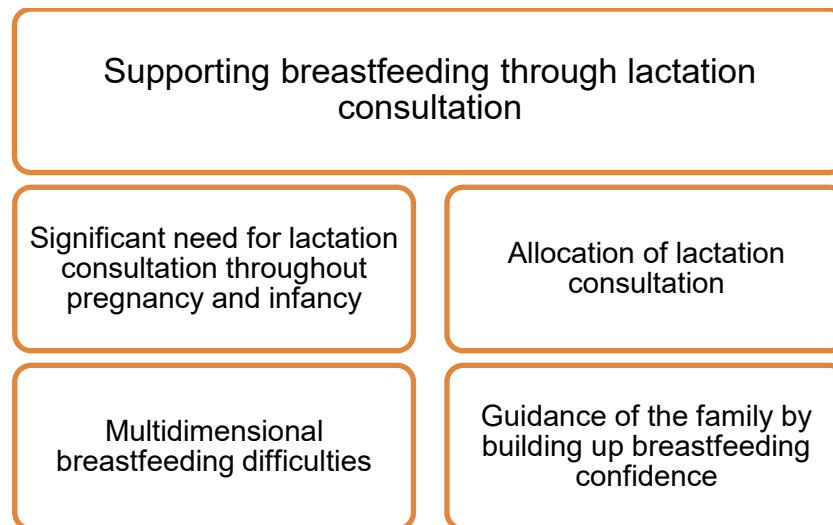 Supporting breastfeeding through lactation
consultation
Significant need for lactation
consultation throughout
pregnancy and infancy
Allocation of lactation
consultation
Multidimensional
breastfeeding difficulties
Guidance of the family by
building up breastfeeding
confidence